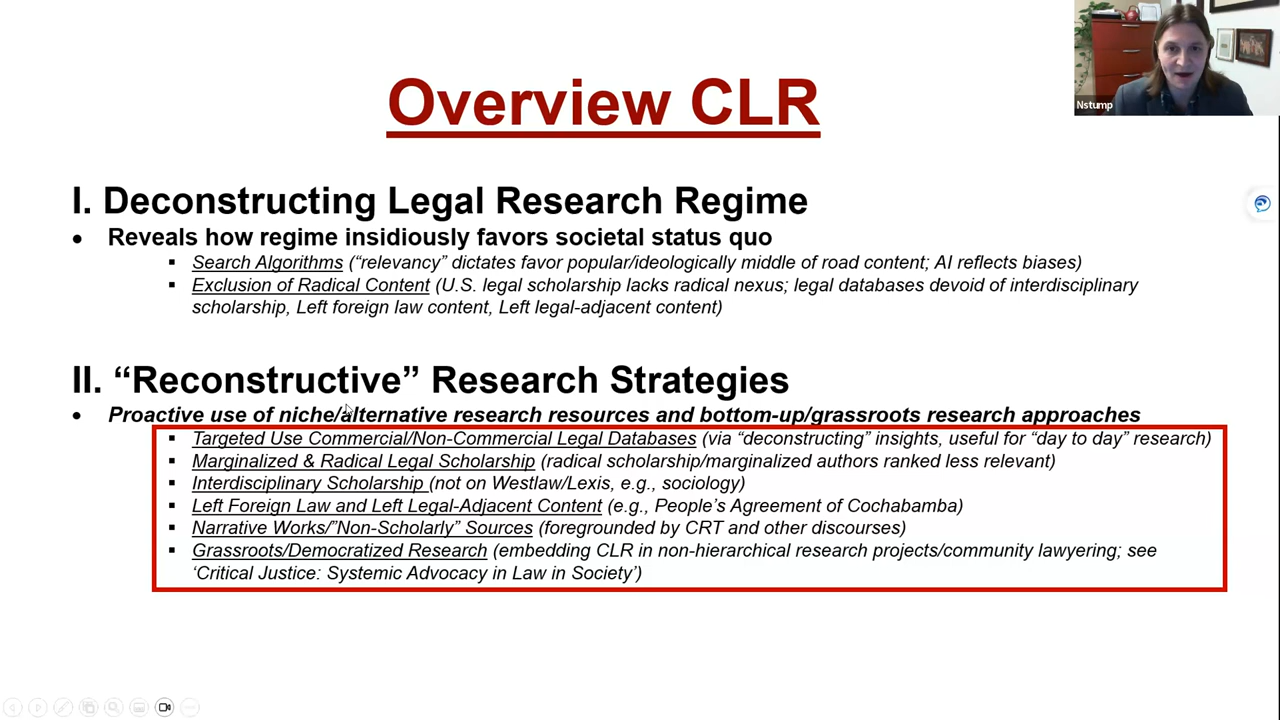 Overview CLR
Nstump
I. Deconstructing Legal Research Regime
• Reveals how regime insidiously favors societal status quo
▪ Search Algorithms (“relevancy” dictates favor popular/ideologically middle of road content; AI reflects biases)
▪ Exclusion of Radical Content (U.S. legal scholarship lacks radical nexus; legal databases devoid of interdisciplinary
scholarship, Left foreign law content, Left legal-adjacent content)
II. “Reconstructive” Research Strategies
• Proactive use of niche/alternative research resources and bottom-up/grassroots research approaches
▪ Targeted Use Commercial/Non-Commercial Legal Databases (via “deconstructing” insights, useful for “day to day” research)
▪ Marginalized & Radical Legal Scholarship (radical scholarship/marginalized authors ranked less relevant)
▪ Interdisciplinary Scholarship (not on Westlaw/Lexis, e.g., sociology)
▪ Left Foreign Law and Left Legal-Adjacent Content (e.g., People’s Agreement of Cochabamba)
▪ Narrative Works/”Non-Scholarly” Sources (foregrounded by CRT and other discourses)
▪ Grassroots/Democratized Research (embedding CLR in non-hierarchical research projects/community lawyering; see
‘Critical Justice: Systemic Advocacy in Law in Society’)